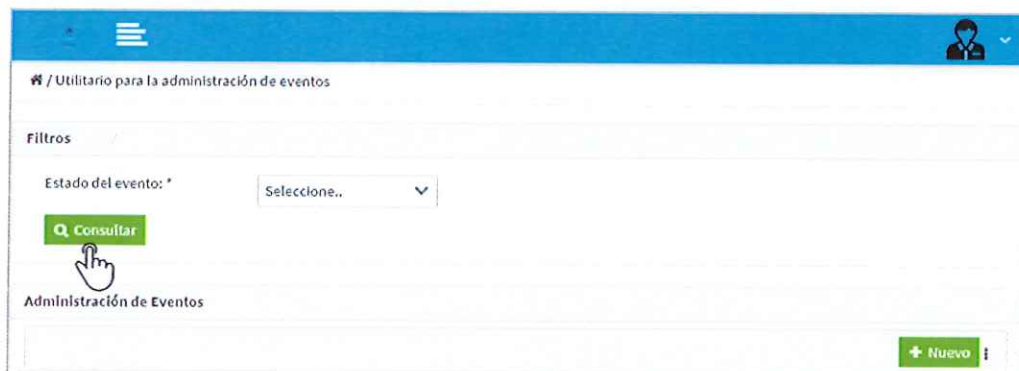 / Utilitario para la administración de eventos
Filtros
Estado del evento: *
Seleccione..
Consultar
Administración de Eventos
+ Nuevo